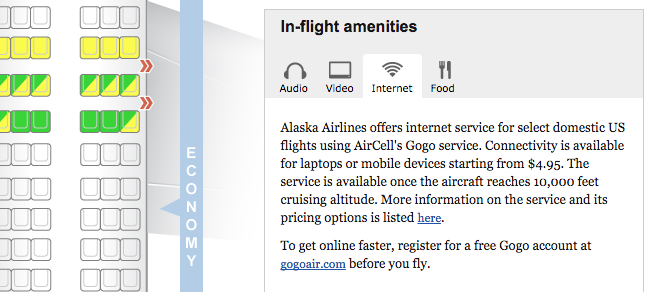 In-flight amenities
Audio Video Internet Food
Alaska Airlines offers internet service for select domestic US
flights using AirCell's Gogo service. Connectivity is available
for laptops or mobile devices starting from $4.95. The
service is available once the aircraft reaches 10,000 feet
cruising altitude. More information on the service and its
pricing options is listed here.
To get online faster, register for a free Gogo account at
gogoair.com before you fly.
ECONOMY